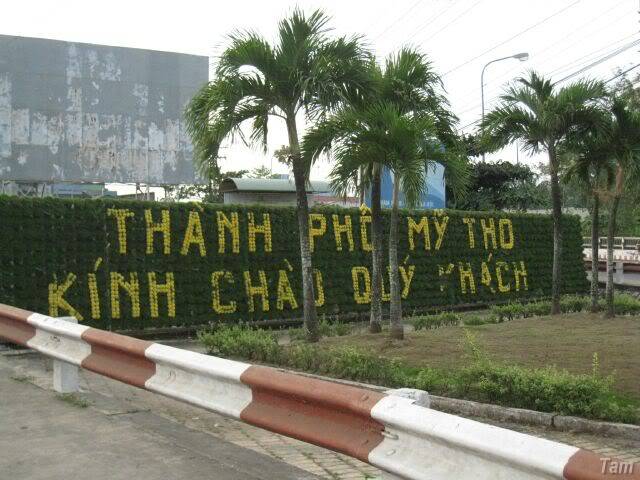 THÀNH PHỐ MỸ THO
KÍNH CHÀO QUÝ KHÁCH
Tam